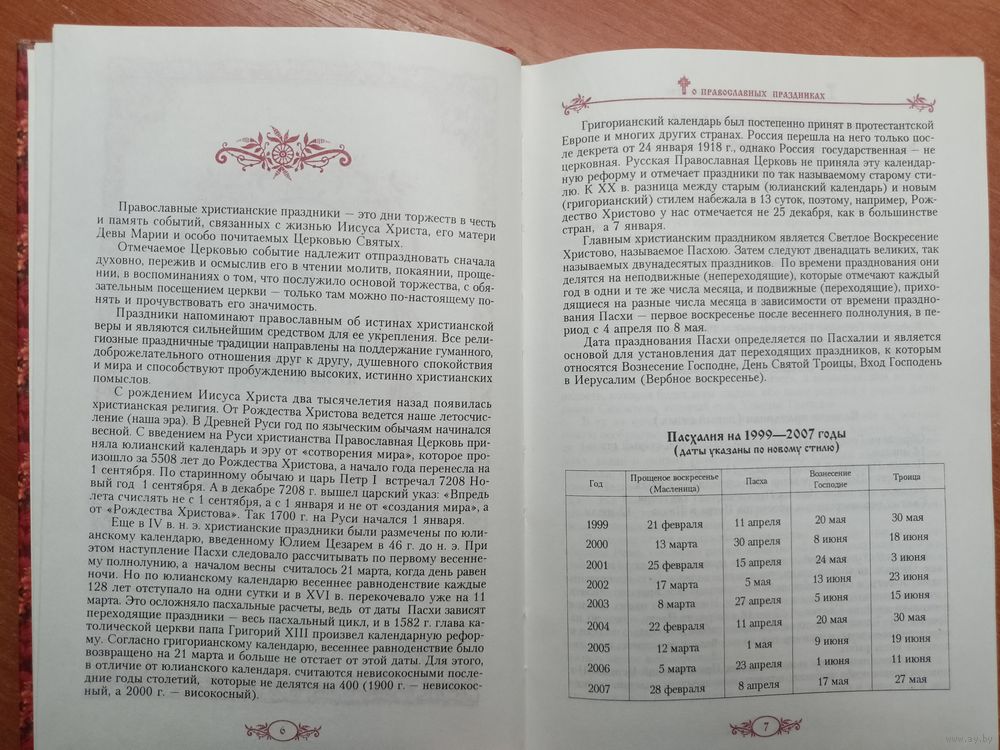 Православные христианские праздники — это дни торжеств в честь
и память событий, связанных с жизнью Иисуса Христа, его матери
Девы Марии и особо почитаемых Церковью Святых.
Отмечаемое Церковью событие надлежит отпраздновать сначала
духовно, пережив и осмыслив его в чтении молитв, покаянии, проще-
нии, в воспоминаниях о том, что послужило основой торжества, с обя-
зательным посещением церкви — только там можно по-настоящему по-
нять и прочувствовать его значимость.
Праздники напоминают православным об истинах христианской
веры и являются сильнейшим средством для ее укрепления. Все рели-
гиозные праздничные традиции направлены на поддержание гуманного,
доброжелательного отношения друг к другу, душевного спокойствия
и мира и способствуют пробуждению высоких, истинно христианских
помыслов.
С рождением Иисуса Христа два тысячелетия назад появилась
христианская религия. От Рождества Христова ведется наше летосчис-
ление (наша эра). В Древней Руси год по языческим обычаям начинался
весной. С введением на Руси христианства Православная Церковь при-
няла юлианский календарь и эру от «сотворения мира», которое про-
изошло за 5508 лет до Рождества Христова, а начало года перенесла на
1 сентября. По старинному обычаю и царь Петр I встречал 7208 Но-
вый год 1 сентября. А в декабре 7208 г. вышел царский указ: «Впредь
лета счислять не с 1 сентября, а с 1 января и не от «создания мира», а
от «Рождества Христова». Так 1700 г. на Руси начался 1 января.
Еще в IV в. н. э. христианские праздники были размечены по юли-
анскому календарю, введенному Юлием Цезарем в 46 г. до н. э. При
этом наступление Пасхи следовало рассчитывать по первому весенне-
му полнолунию, а началом весны считалось 21 марта, когда день равен
ночи. Но по юлианскому календарю весеннее равноденствие каждые
128 лет отступало на одни сутки и в XVI в. перекочевало уже на 11
марта. Это осложняло пасхальные расчеты, ведь от даты Пасхи зависят
переходящие праздники — весь пасхальный цикл, и в 1582 г. глава ка-
толической церкви папа Григорий XIII произвел календарную рефор-
му. Согласно григорианскому календарю, весеннее равноденствие было
возвращено на 21 марта и больше не отстает от этой даты. Для этого,
в отличие от юлианского календаря. считаются невисокосными после-
дние годы столетий, которые не делятся на 400 (1900 г. — невисокос-
ный, а 2000 г. — високосный).
6
О ПРАВОСЛАВНЫХ ПРАЗДНИКАХ
Григорианский календарь был постепенно принят в протестантской
Европе и многих других странах. Россия перешла на него только пос-
ле декрета от 24 января 1918 г., однако Россия государственная — не
церковная. Русская Православная Церковь не приняла эту календар-
ную реформу и отмечает праздники по так называемому старому сти-
лю. К XX в. разница между старым (юлианский календарь) и новым
(григорианский) стилем набежала в 13 суток, поэтому, например, Рож-
дество Христово у нас отмечается не 25 декабря, как в большинстве
стран, а 7 января.
Главным христианским праздником является Светлое Воскресение
Христово, называемое Пасхою. Затем следуют двенадцать великих, так
называемых двунадесятых праздников. По времени празднования они
делятся на неподвижные (непереходящие), которые отмечают каждый
год в одни и те же числа месяца, и подвижные (переходящие), прихо-
дящиеся на разные числа месяца в зависимости от времени праздно-
вания Пасхи — первое воскресенье после весеннего полнолуния, в пе-
риод с 4 апреля по 8 мая.
Дата празднования Пасхи определяется по Пасхалии и является
основой для установления дат переходящих праздников, к которым
относятся Вознесение Господне, День Святой Троицы, Вход Господень
в Иерусалим (Вербное воскресенье).
Пасхалия на 1999—2007 годы
(даты указаны по новому стилю)
Год Прощеное воскресенье (Масленица) Пасха Вознесение Господне Троица
1999 21 февраля 11 апреля 20 мая 30 мая
2000 13 марта 30 апреля 8 июня 18 июня
2001 25 февраля 15 апреля 24 мая 3 июня
2002 17 марта 5 мая 13 июня 23 июня
2003 8 марта 27 апреля 5 июня 15 июня
2004 22 февраля 11 апреля 20 мая 30 мая
2005 12 марта 1 мая 9 июня 19 июня
2006 5 марта 23 апреля 1 июня 11 июня
2007 28 февраля 8 апреля 17 мая 27 мая
7
www.ay.by